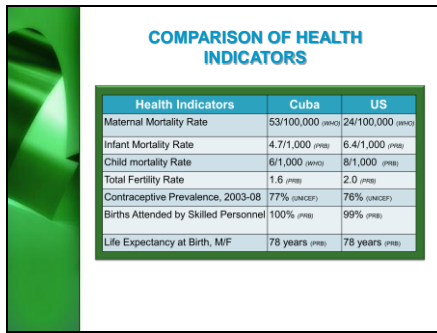 COMPARISON OF HEALTH
INDICATORS
Health Indicators Cuba US
Maternal Mortality Rate 53/100,000 (WHO) 24/100,000 (WHO)
Infant Mortality Rate 4.7/1,000 (PRB) 6.4/1,000 (PRB)
Child mortality Rate 6/1,000 (WHO) 8/1,000 (PRB)
Total Fertility Rate 1.6 (PRB) 2.0 (PRB)
Contraceptive Prevalence, 2003-08 77% (UNICEF) 76% (UNICEF)
Births Attended by Skilled Personnel 100% (PRB) 99% (PRB)
Life Expectancy at Birth, M/F 78 years (PRB) 78 years (PRB)